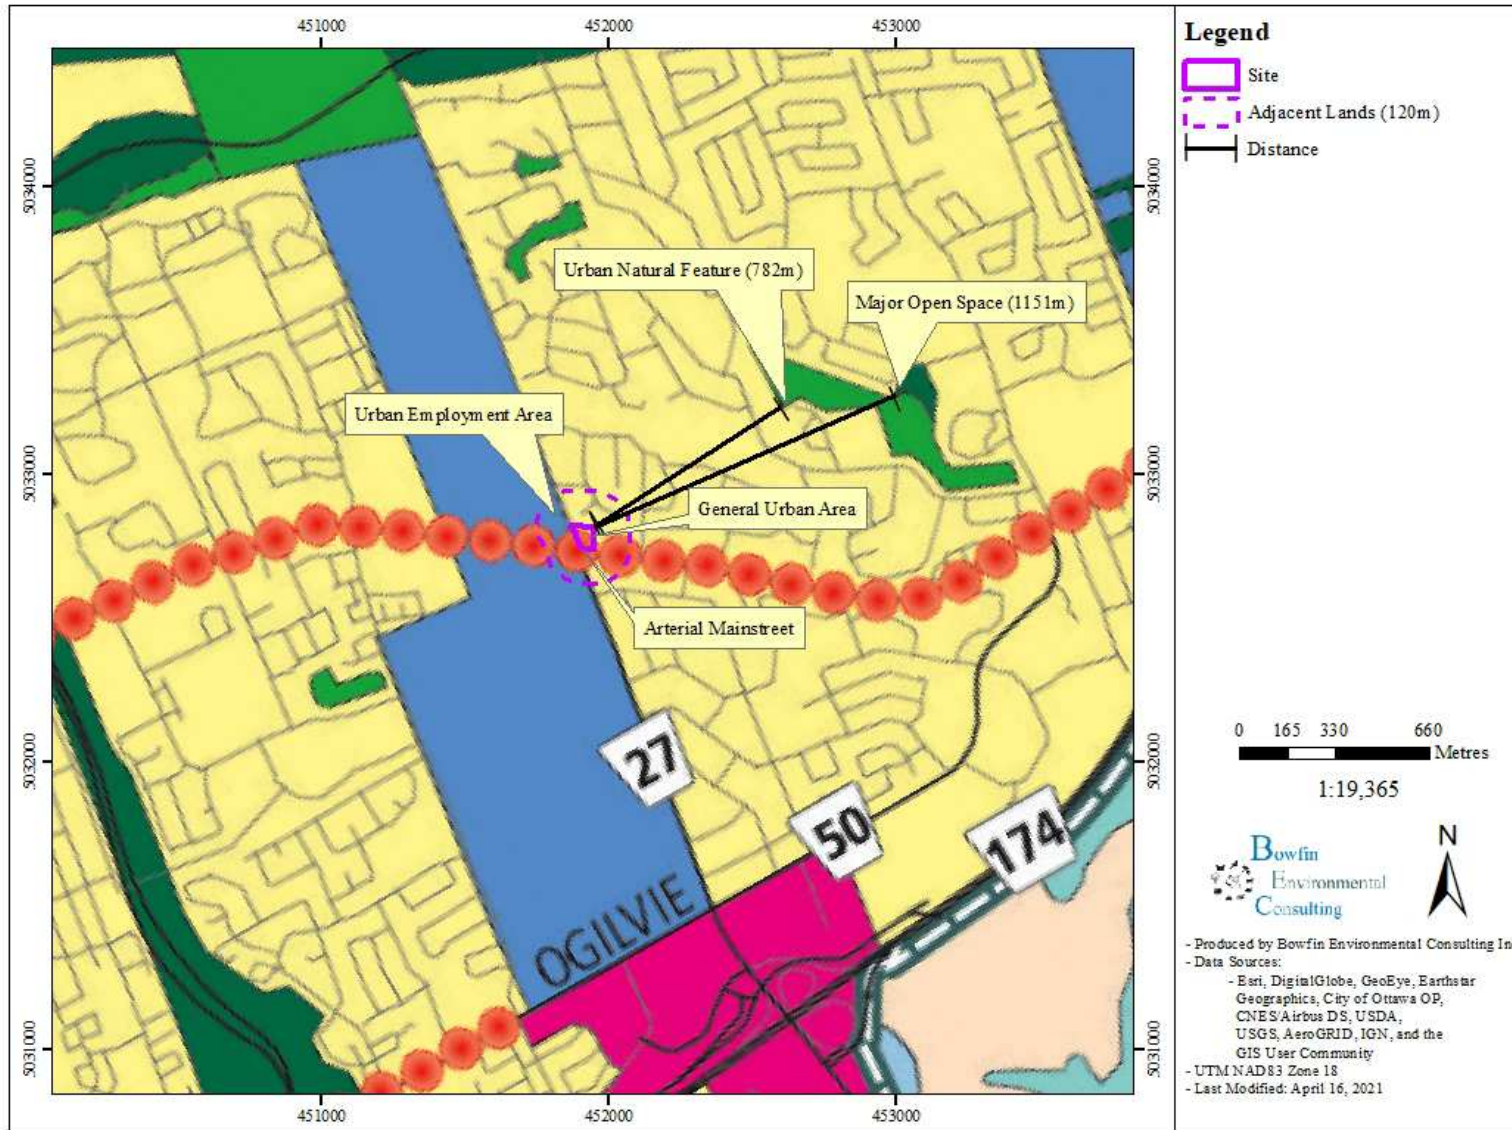 451000
452000
453000
5034000
5033000
5032000
5031000
Urban Natural Feature (782m)
Major Open Space (1151m)
Urban Employment Area
General Urban Area
Arterial Mainstreet
27
50
174
OGILVIE
5034000
5033000
5032000
5031000
451000
452000
453000
Legend
Site
Adjacent Lands (120m)
Distance
0 165 330 660
Metres
1:19,365
Bowfin
Environmental
Consulting
N
- Produced by Bowfin Environmental Consulting In
- Data Sources:
- Esri, DigitalGlobe, GeoEye, Earthstar
Geographics, City of Ottawa OP,
CNES/Airbus DS, USDA,
USGS, AeroGRID, IGN, and the
GIS User Community
- UTM NAD83 Zone 18
- Last Modified: April 16, 2021